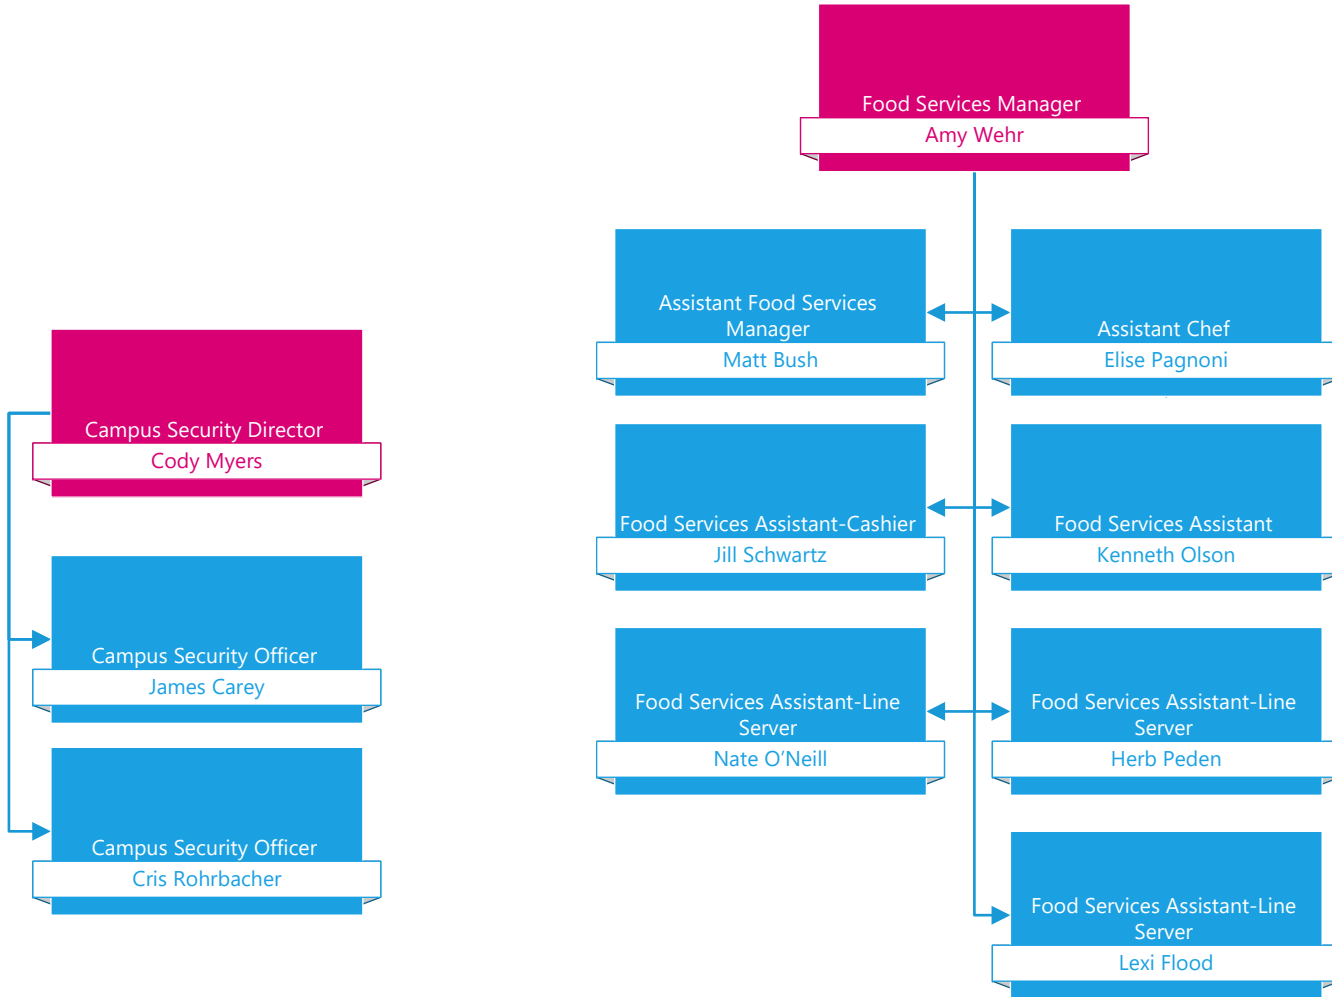 Food Services Manager
Amy Wehr
Assistant Food Services
Manager
Matt Bush
Assistant Chef
Elise Pagnoni
Campus Security Director
Cody Myers
Food Services Assistant-Cashier
Jill Schwartz
Food Services Assistant
Kenneth Olson
Campus Security Officer
James Carey
Food Services Assistant-Line
Server
Nate O’Neill
Food Services Assistant-Line
Server
Herb Peden
Campus Security Officer
Cris Rohrbacher
Food Services Assistant-Line
Server
Lexi Flood